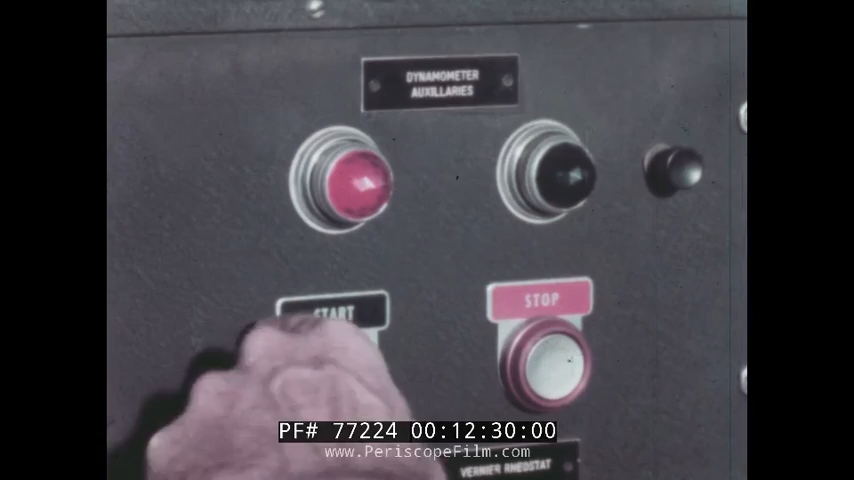 DYNAMOMETER
AUXILLARIES
START
STOP
PF# 77224 00:12:30:00
www.PeriscopeFilm.com
VERNIER RHEOSTAT